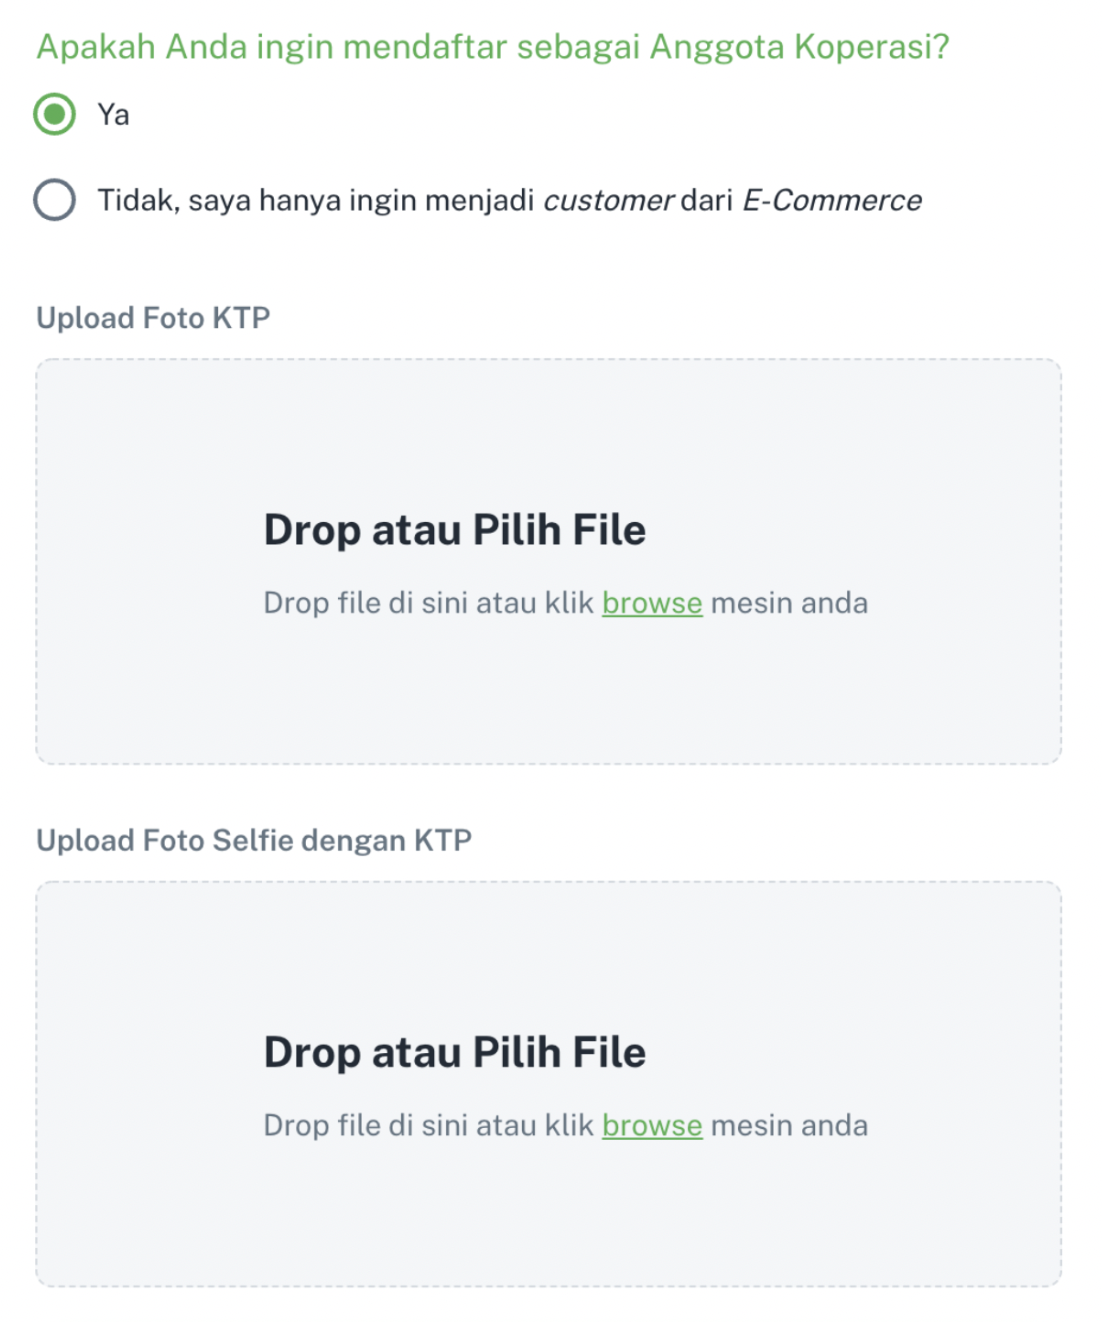 Apakah Anda ingin mendaftar sebagai Anggota Koperasi?
Ya
Tidak, saya hanya ingin menjadi customer dari E-Commerce
Upload Foto KTP
Drop atau Pilih File
Drop file di sini atau klik browse mesin anda
Upload Foto Selfie dengan KTP
Drop atau Pilih File
Drop file di sini atau klik browse mesin anda